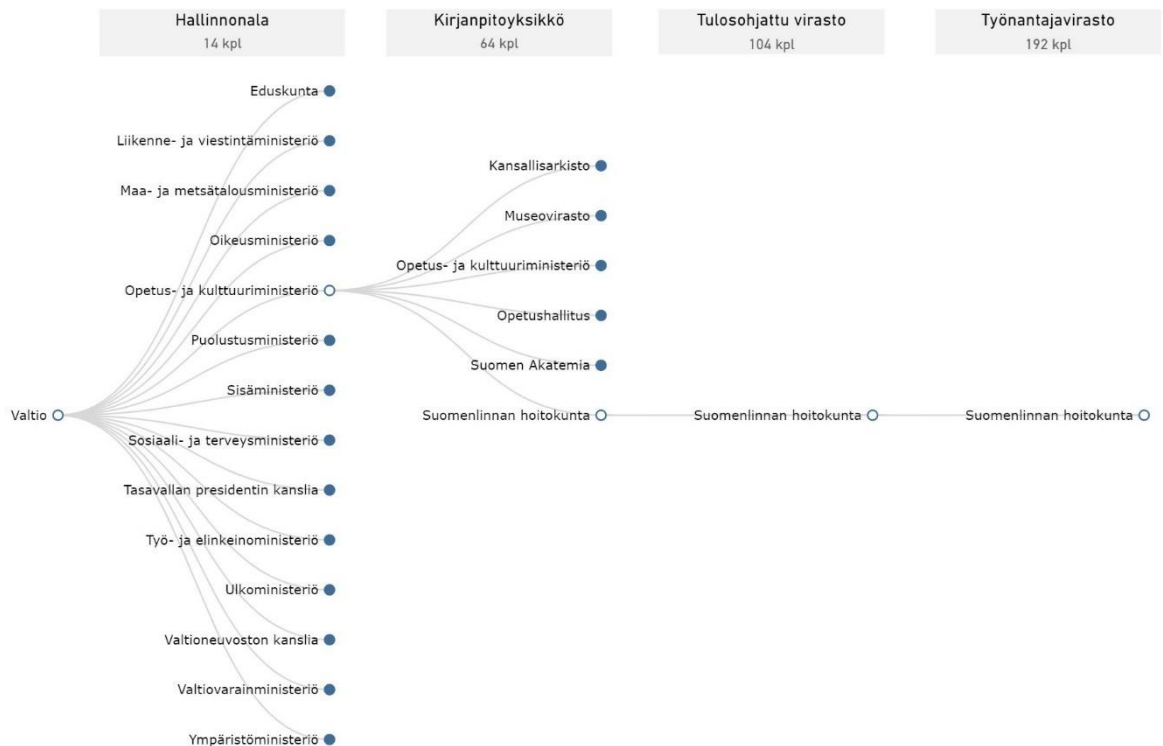 Hallinnonala
14 kpl
Kirjanpitoyksikkö
64 kpl
Tulosohjattu virasto
104 kpl
Työnantajavirasto
192 kpl
Valtio
Eduskunta
Liikenne- ja viestintäministeriö
Maa- ja metsätalousministeriö
Oikeusministeriö
Opetus- ja kulttuuriministeriö
Puolustusministeriö
Sisäministeriö
Sosiaali- ja terveysministeriö
Tasavallan presidentin kanslia
Työ- ja elinkeinoministeriö
Ulkoministeriö
Valtioneuvoston kanslia
Valtiovarainministeriö
Ympäristöministeriö
Kansallisarkisto
Museovirasto
Opetus- ja kulttuuriministeriö
Opetushallitus
Suomen Akatemia
Suomenlinnan hoitokunta
Suomenlinnan hoitokunta
Suomenlinnan hoitokunta